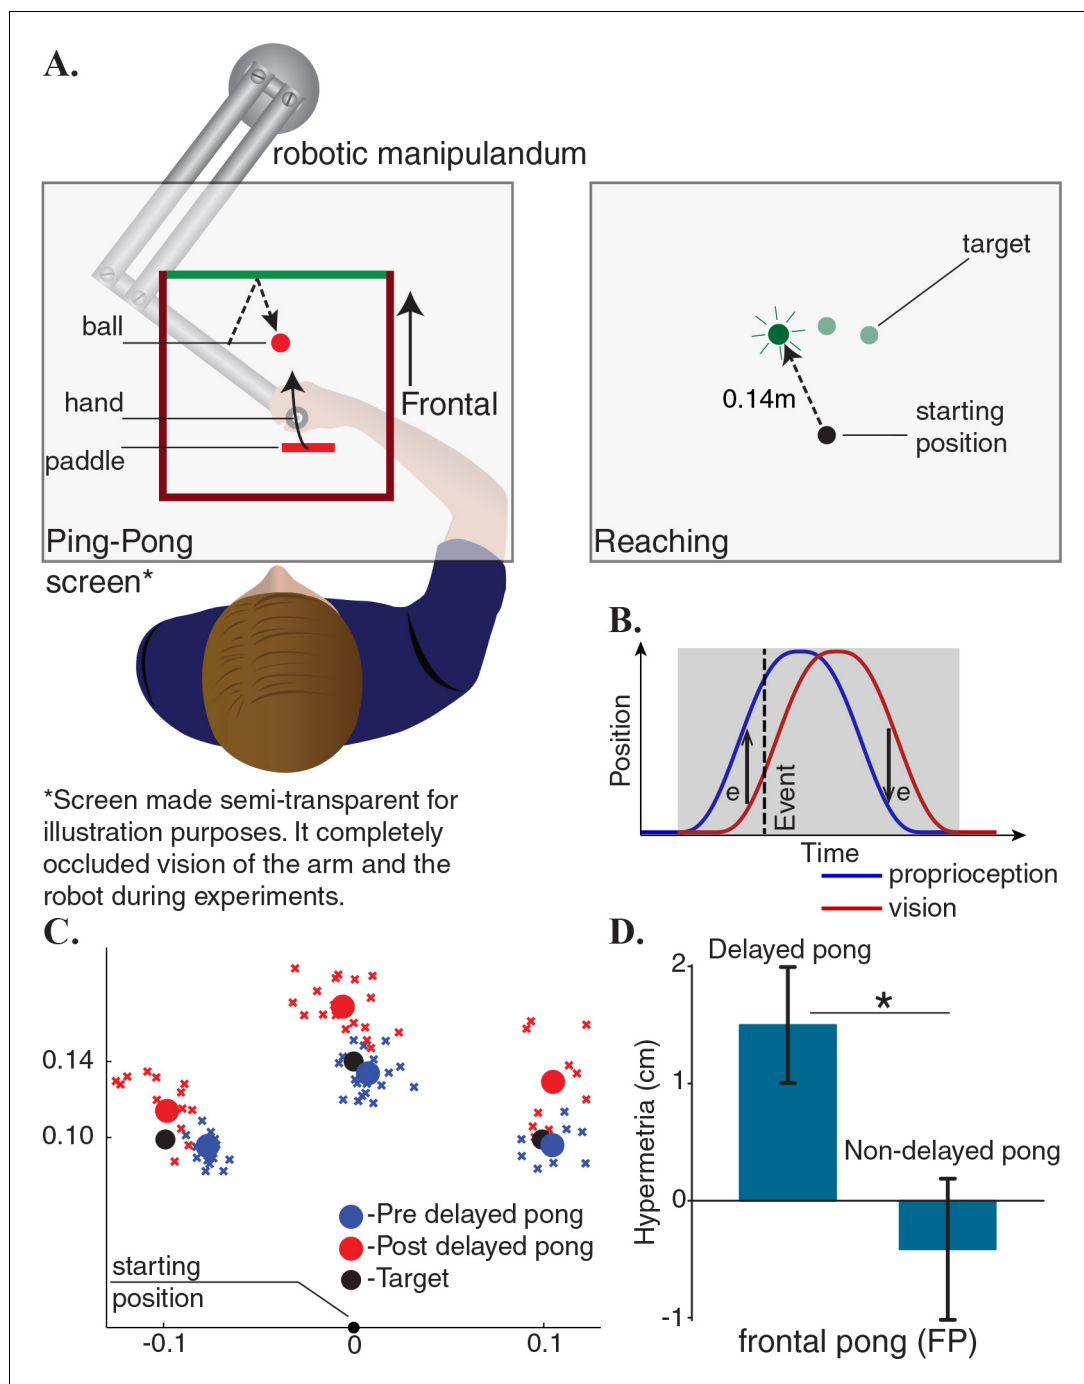 A.
robotic manipulandum
ball
hand
paddle
Frontal
Ping-Pong
screen*
target
0.14m
starting
position
Reaching
*Screen made semi-transparent for
illustration purposes. It completely
occluded vision of the arm and the
robot during experiments.
B.
Position
e
Event
e
Time
proprioception
vision
C.
0.14
0.10
-Pre delayed pong
-Post delayed pong
-Target
starting
position
-0.1
0
0.1
D.
Delayed pong
2
*
1
Hypermetria (cm)
Non-delayed pong
0
-1
frontal pong (FP)